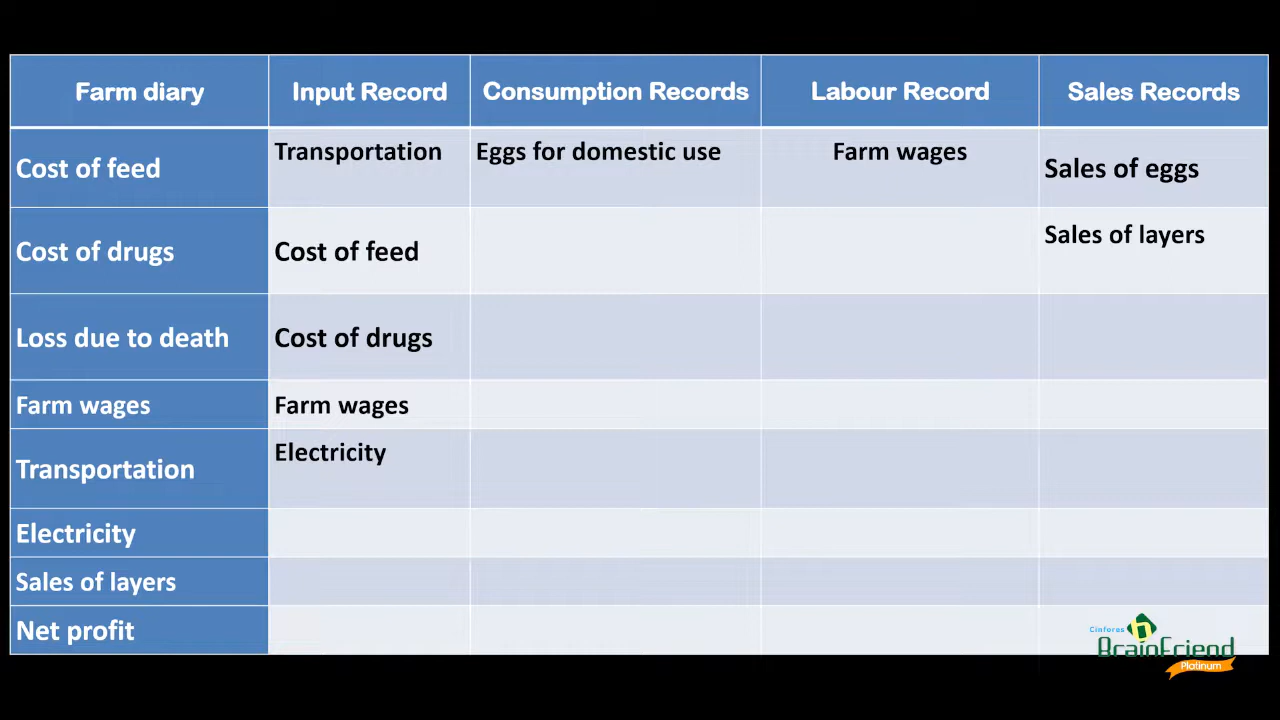 Farm diary Input Record Consumption Records Labour Record Sales Records
Cost of feed Transportation Eggs for domestic use Farm wages Sales of eggs
Cost of drugs Cost of feed Sales of layers
Loss due to death Cost of drugs
Farm wages Farm wages
Transportation Electricity
Electricity
Sales of layers
Net profit
Cinfores
BrainFriend
Platinum